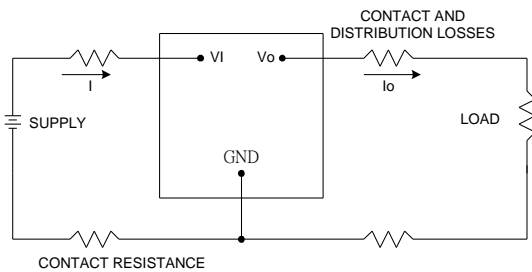 CONTACT AND
DISTRIBUTION LOSSES
VI
Vo
I
Io
SUPPLY
LOAD
GND
CONTACT RESISTANCE